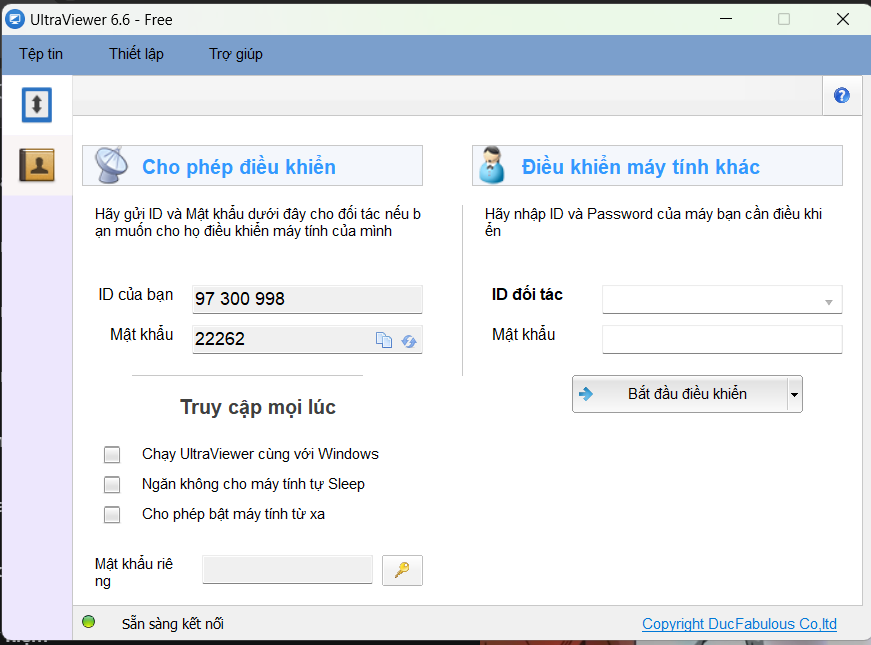 UltraViewer 6.6 - Free
Tệp tin Thiết lập Trợ giúp
Cho phép điều khiển
Hãy gửi ID và Mật khẩu dưới đây cho đối tác nếu b
ạn muốn cho họ điều khiển máy tính của mình
ID của bạn 97 300 998
Mật khẩu 22262
Truy cập mọi lúc
Chạy UltraViewer cùng với Windows
Ngăn không cho máy tính tự Sleep
Cho phép bật máy tính từ xa
Mật khẩu riê
ng
Điều khiển máy tính khác
Hãy nhập ID và Password của máy bạn cần điều khi
ển
ID đối tác
Mật khẩu
Bắt đầu điều khiển
Sẵn sàng kết nối
Copyright DucFabulous Co,ltd